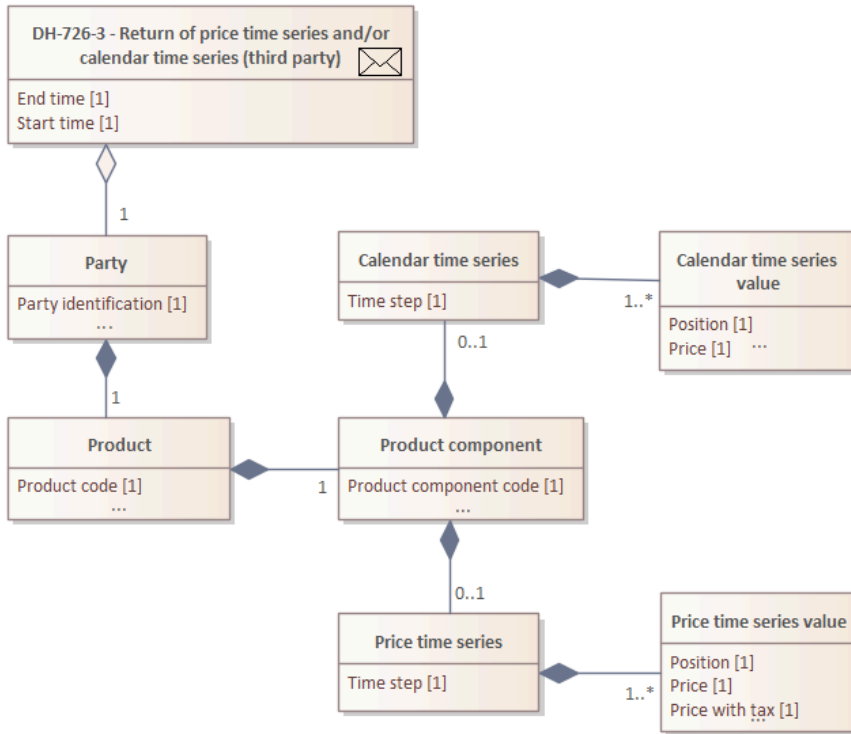 DH-726-3 - Return of price time series and/or
calendar time series (third party)
End time [1]
Start time [1]
1
Party
Party identification [1]
...
1
Product
Product code [1]
...
1
Calendar time series
Time step [1]
0..1
1..*
Calendar time series
value
Position [1]
Price [1] ...
Product component
Product component code [1]
...
0..1
Price time series
Time step [1]
1..*
Price time series value
Position [1]
Price [1]
Price with tax [1]
...